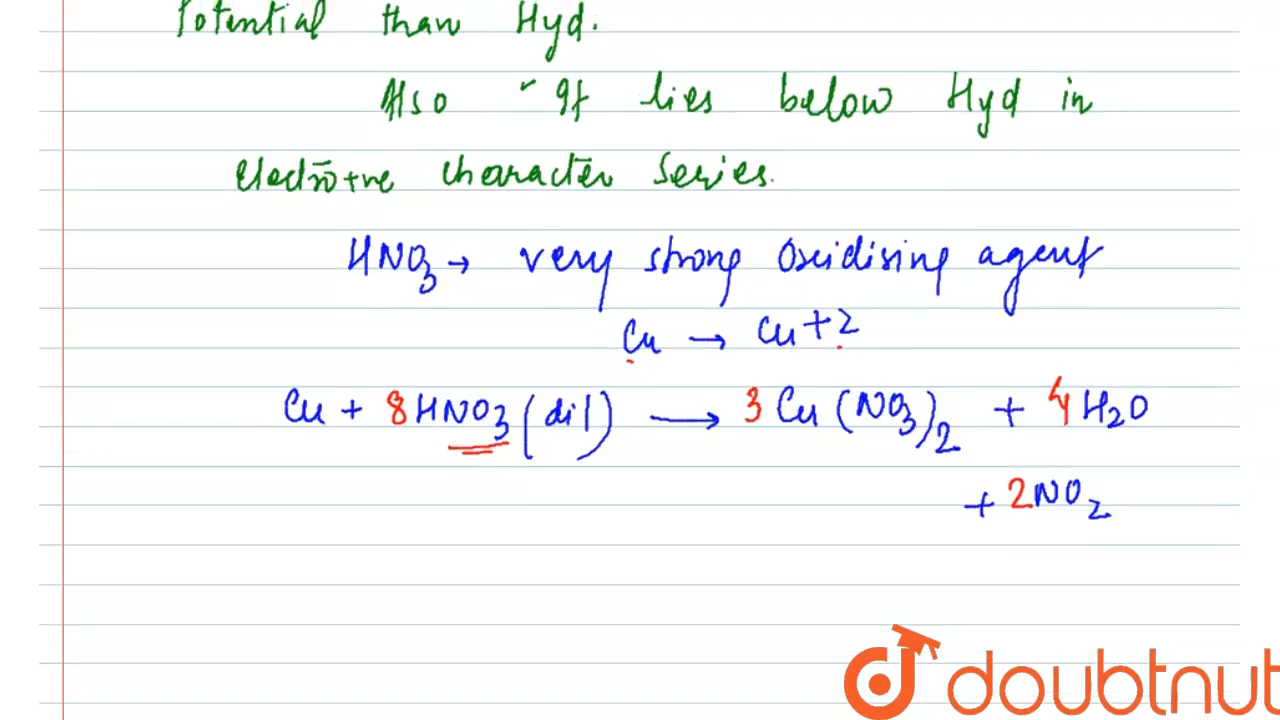 Potential than Hyd.
Also If lies below Hyd in
electro+ve character series.
HNO3 → very strong Oxidising agent
Cu → Cu+2
Cu + 8HNO3 (dil) → 3Cu(NO3)2 + 4H2O
+ 2NO2
doubtnut